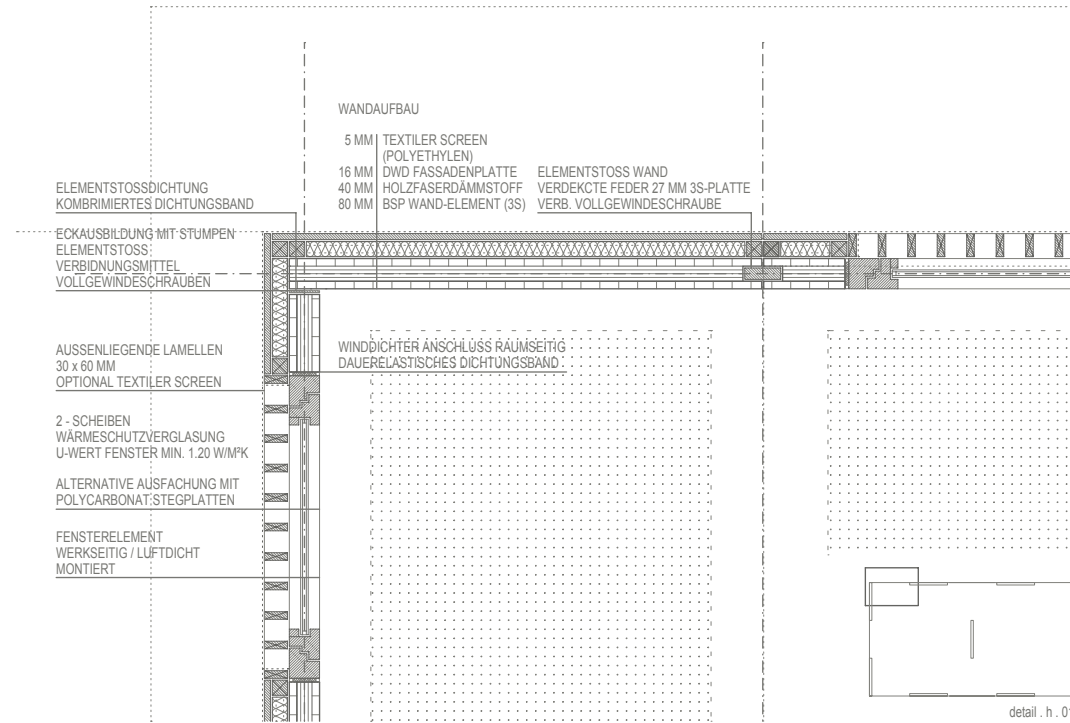 WANDAUFBAU
5 MM TEXTILER SCREEN
(POLYETHYLEN)
16 MM DWD FASSADENPLATTE
40 MM HOLZFASERDÄMMSTOFF
80 MM BSP WAND-ELEMENT (3S)
ELEMENTSTOSS WAND
VERDEKCTE FEDER 27 MM 3S-PLATTE
VERB. VOLLGEWINDESCHRAUBE
ELEMENTSTOSSDICHTUNG
KOMBRIMIERTES DICHTUNGSBAND
ECKAUSBILDUNG MIT STUMPEN
ELEMENTSTOSS
VERBIDNUNGSMITTEL
VOLLGEWINDESCHRAUBEN
AUSSENLIEGENDE LAMELLEN
30 x 60 MM
OPTIONAL TEXTILER SCREEN
WINDDICHTER ANSCHLUSS RAUMSEITIG
DAUERELASTISCHES DICHTUNGSBAND
2 - SCHEIBEN
WÄRMESCHUTZVERGLASUNG
U-WERT FENSTER MIN. 1.20 W/M²K
ALTERNATIVE AUSFACHUNG MIT
POLYCARBONAT STEGPLATTEN
FENSTERELEMENT
WERKSEITIG / LUFTDICHT
MONTIERT
detail . h . 01